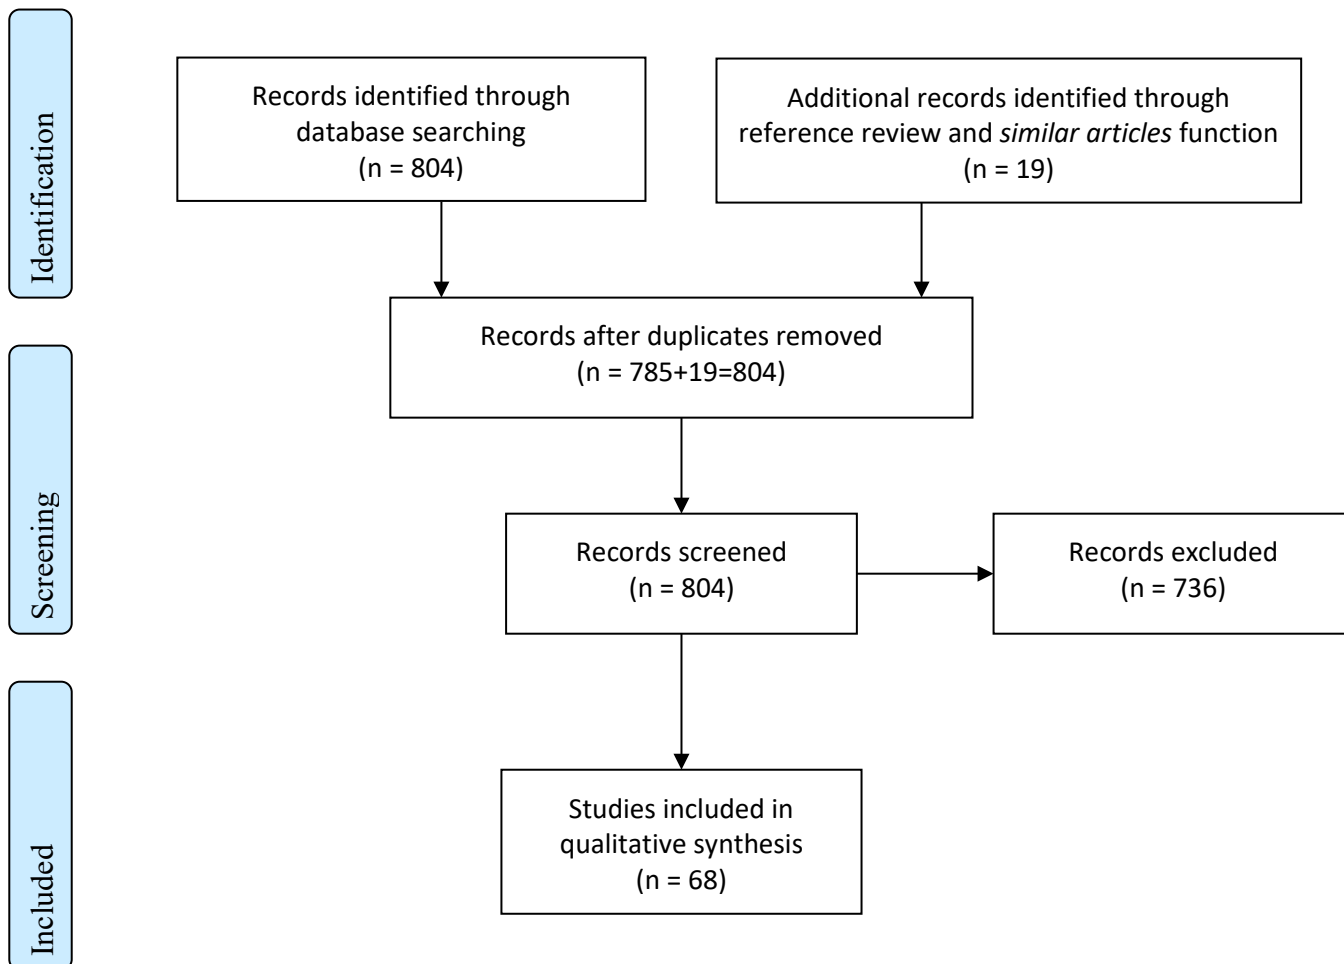 Identification
Records identified through
database searching
(n = 804)
Additional records identified through
reference review and similar articles function
(n = 19)
Records after duplicates removed
(n = 785+19=804)
Screening
Records screened
(n = 804)
Records excluded
(n = 736)
Included
Studies included in
qualitative synthesis
(n = 68)